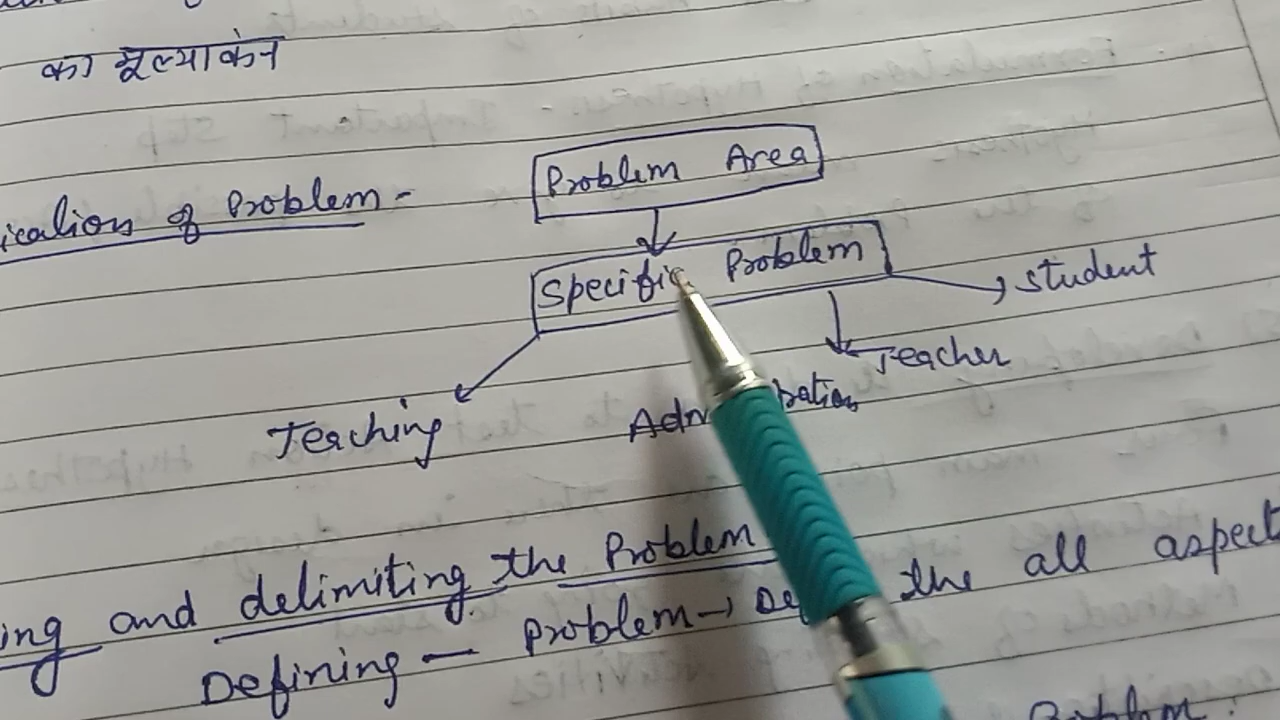 का मूल्याकंन
ication of Problem -
Problem Area
Specific Problem
student
Teacher
Teaching
ing and delimiting the Problem
Defining — Problem → the all aspect
Problem